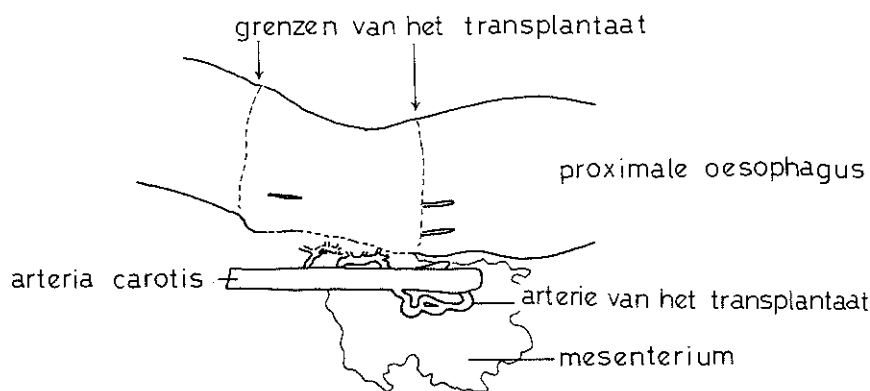 grenzen van het transplantaat
proximale oesophagus
arteria carotis
arterie van het transplantaat
mesenterium